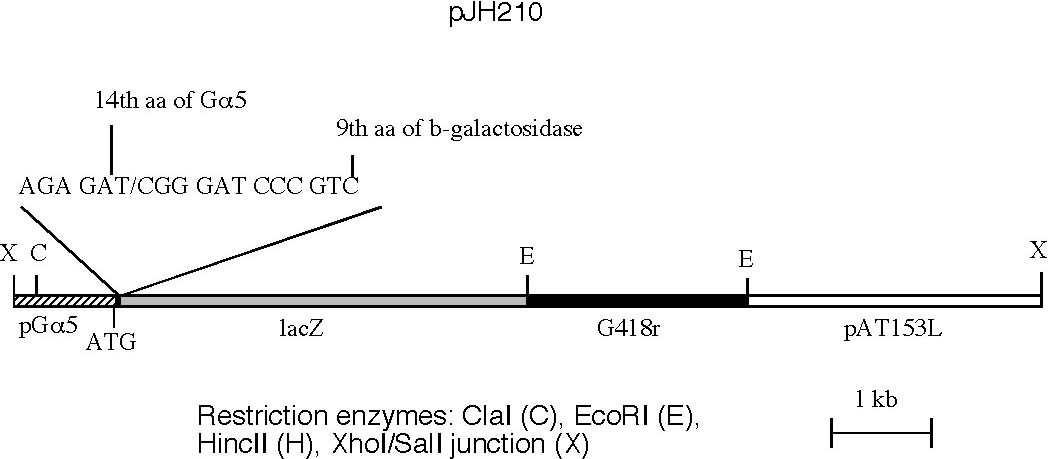 pJH210
14th aa of Gα5
9th aa of b-galactosidase
AGA GAT/CGG GAT CCC GTC
X C E E X
pGα5 ATG lacZ G418r pAT153L
1 kb
Restriction enzymes: ClaI (C), EcoRI (E),
HincII (H), XhoI/SalI junction (X)